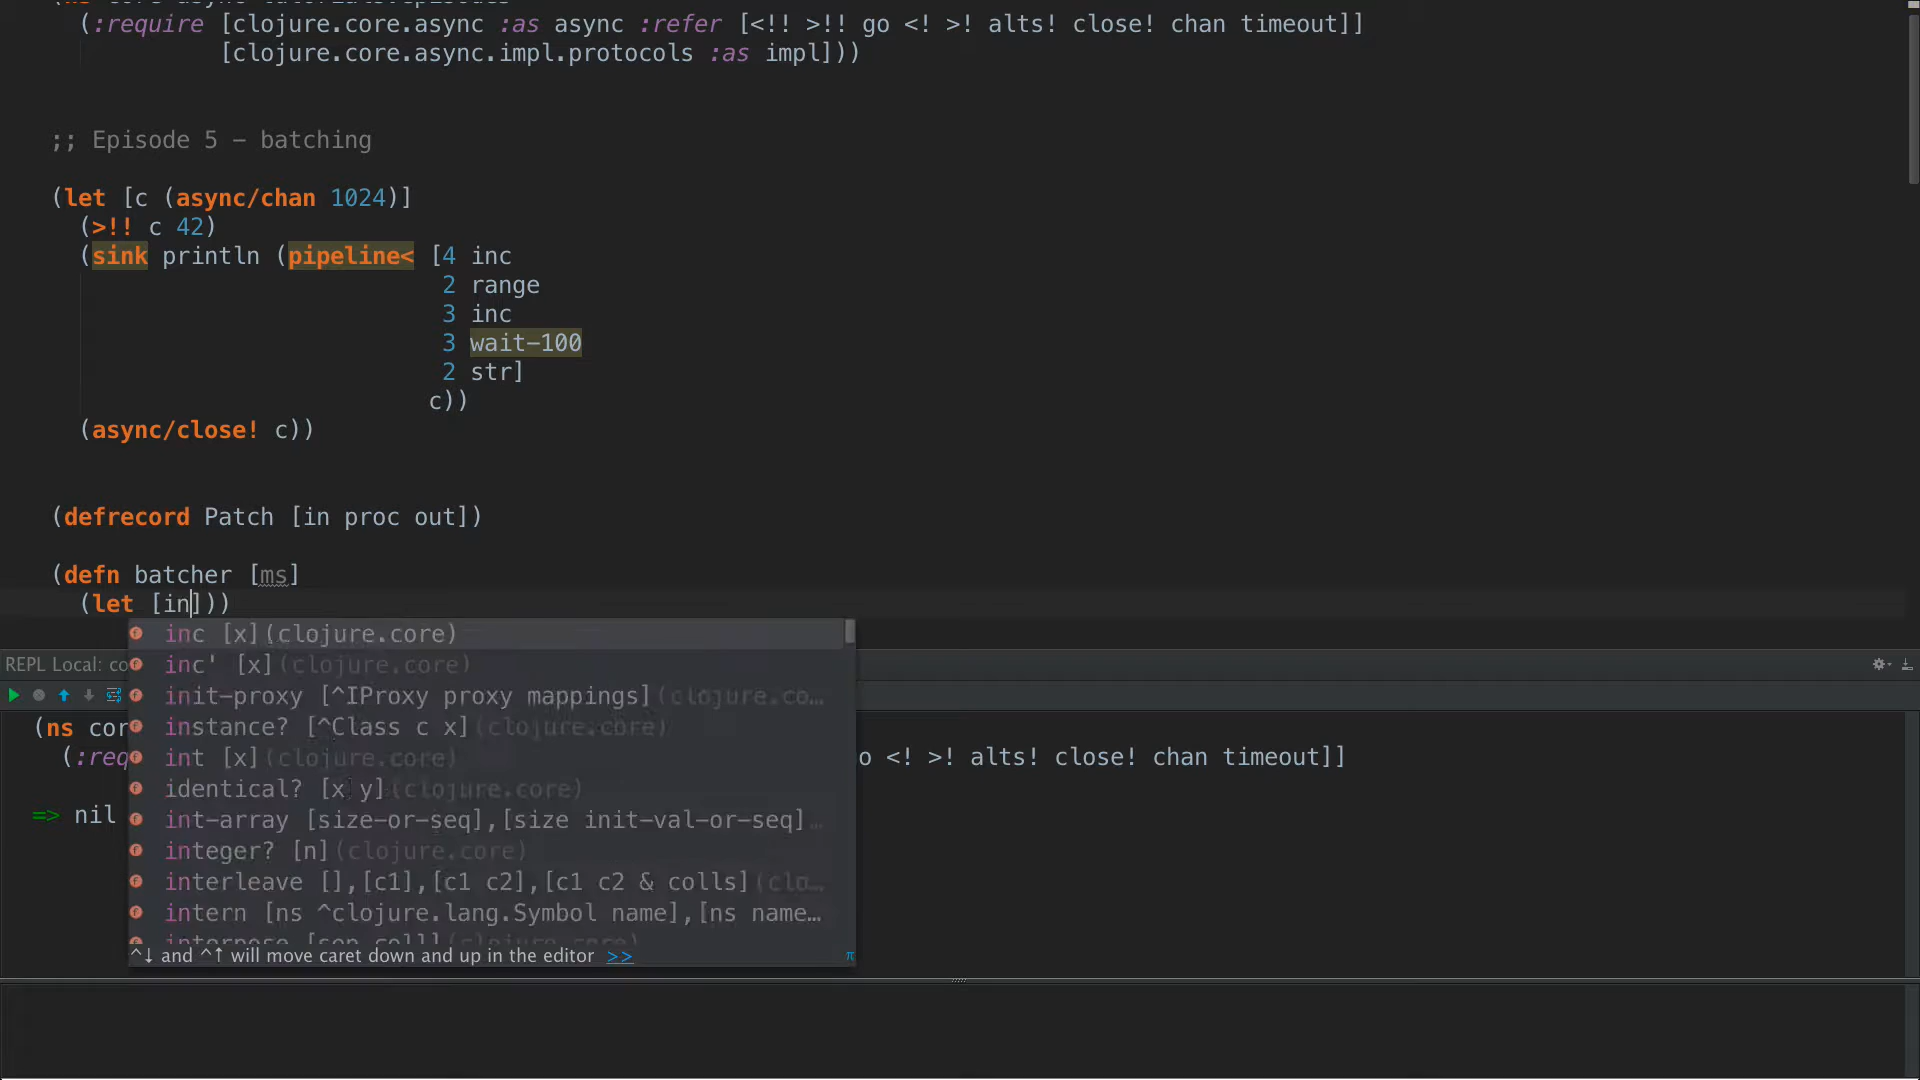 (:require [clojure.core.async :as async :refer [<!! >!! go <! >! alts! close! chan timeout]]
[clojure.core.async.impl.protocols :as impl]))
;; Episode 5 - batching
(let [c (async/chan 1024)]
(>!! c 42)
(sink println (pipeline< [4 inc
2 range
3 inc
3 wait-100
2 str]
c))
(async/close! c))
(defrecord Patch [in proc out])
(defn batcher [ms]
(let [in]))
inc [x](clojure.core)
inc' [x](clojure.core)
init-proxy [^IProxy proxy mappings](clojure.co…
instance? [^Class c x](clojure.core)
int [x](clojure.core)
identical? [x y](clojure.core)
int-array [size-or-seq],[size init-val-or-seq]…
integer? [n](clojure.core)
interleave [],[c1],[c1 c2],[c1 c2 & colls](clo…
intern [ns ^clojure.lang.Symbol name],[ns name…
interpose [sep coll](clojure.core)
^↓ and ^↑ will move caret down and up in the editor >>
π
REPL Local: co
(ns cor
(:req
o <! >! alts! close! chan timeout]]
=> nil